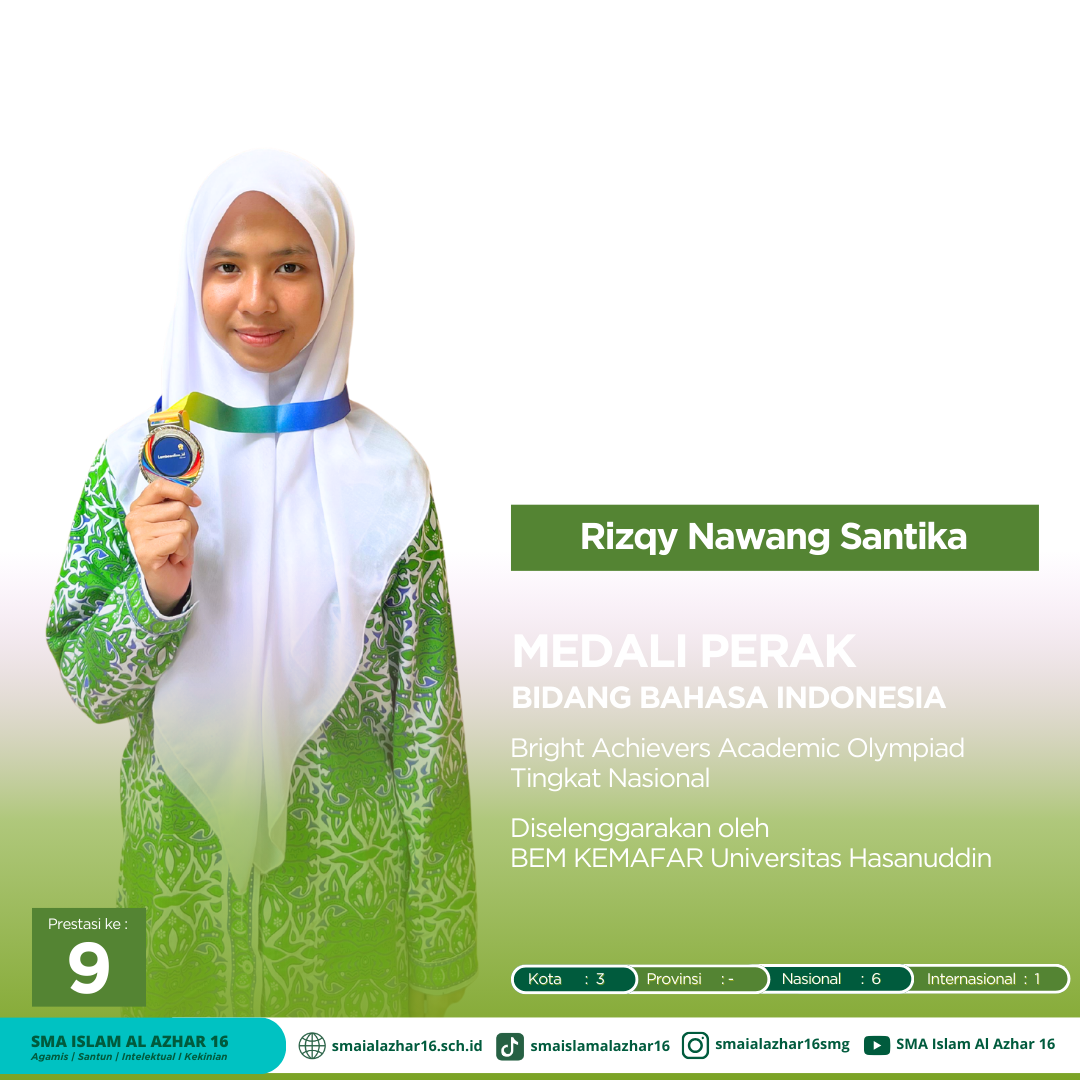 Rizqy Nawang Santika
MEDALI PERAK
BIDANG BAHASA INDONESIA
Bright Achievers Academic Olympiad
Tingkat Nasional
Diselenggarakan oleh
BEM KEMAFAR Universitas Hasanuddin
Prestasi ke :
9
Kota : 3 Provinsi : - Nasional : 6 Internasional : 1
SMA ISLAM AL AZHAR 16
Agamis | Santun | Intelektual I Kekinian
smaialazhar16.sch.id smaislamalazhar16 smaialazhar16smg SMA Islam Al Azhar 16